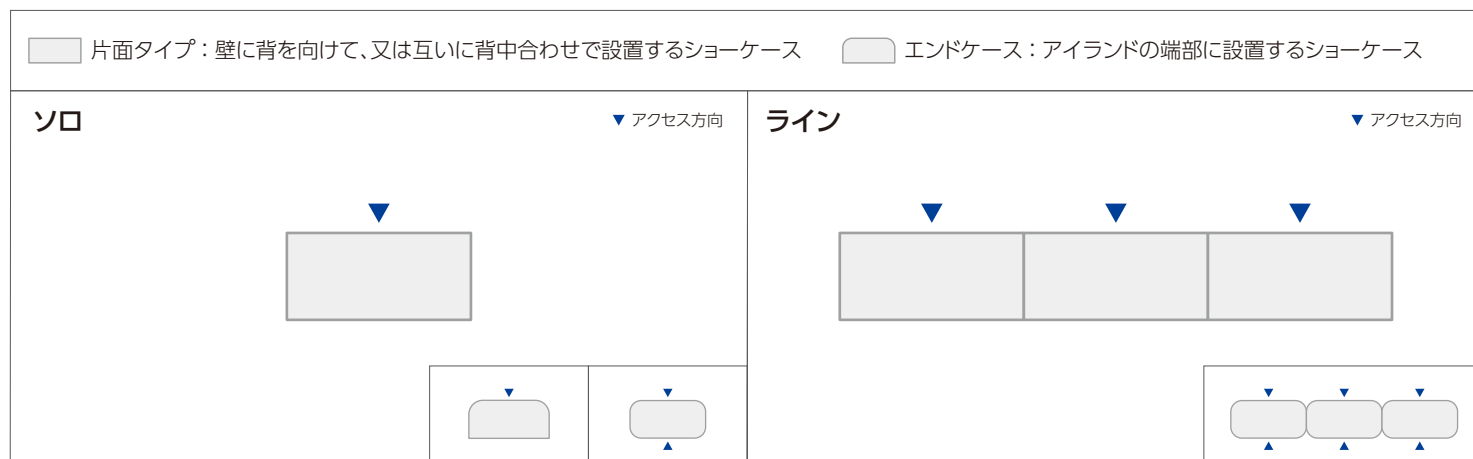 片面タイプ：壁に背を向けて、又は互いに背中合わせで設置するショーケース
エンドケース：アイランドの端部に設置するショーケース
ソロ
▼ アクセス方向
ライン
▼ アクセス方向